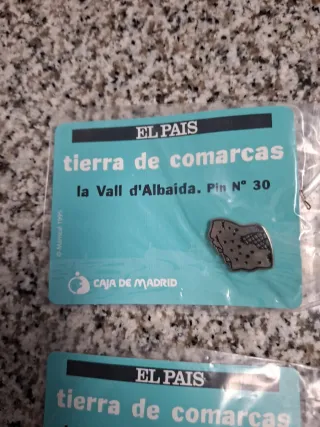 EL PAIS
tierra de comarcas
la Vall d'Albaida. Pin Nº 30
CAJA DE MADRID
EL PAIS
tierra de comarcas